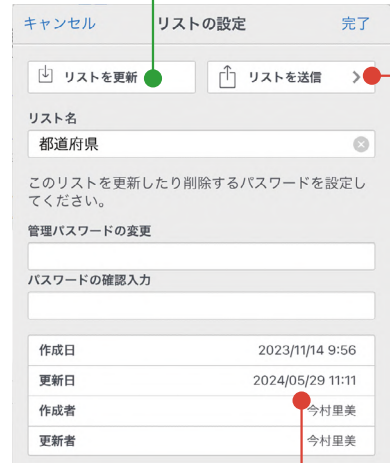 キャンセル リストの設定 完了
リストを更新 リストを送信
リスト名
都道府県
このリストを更新したり削除するパスワードを設定し
てください。
管理パスワードの変更
パスワードの確認入力
作成日 2023/11/14 9:56
更新日 2024/05/29 11:11
作成者 今村里美
更新者 今村里美